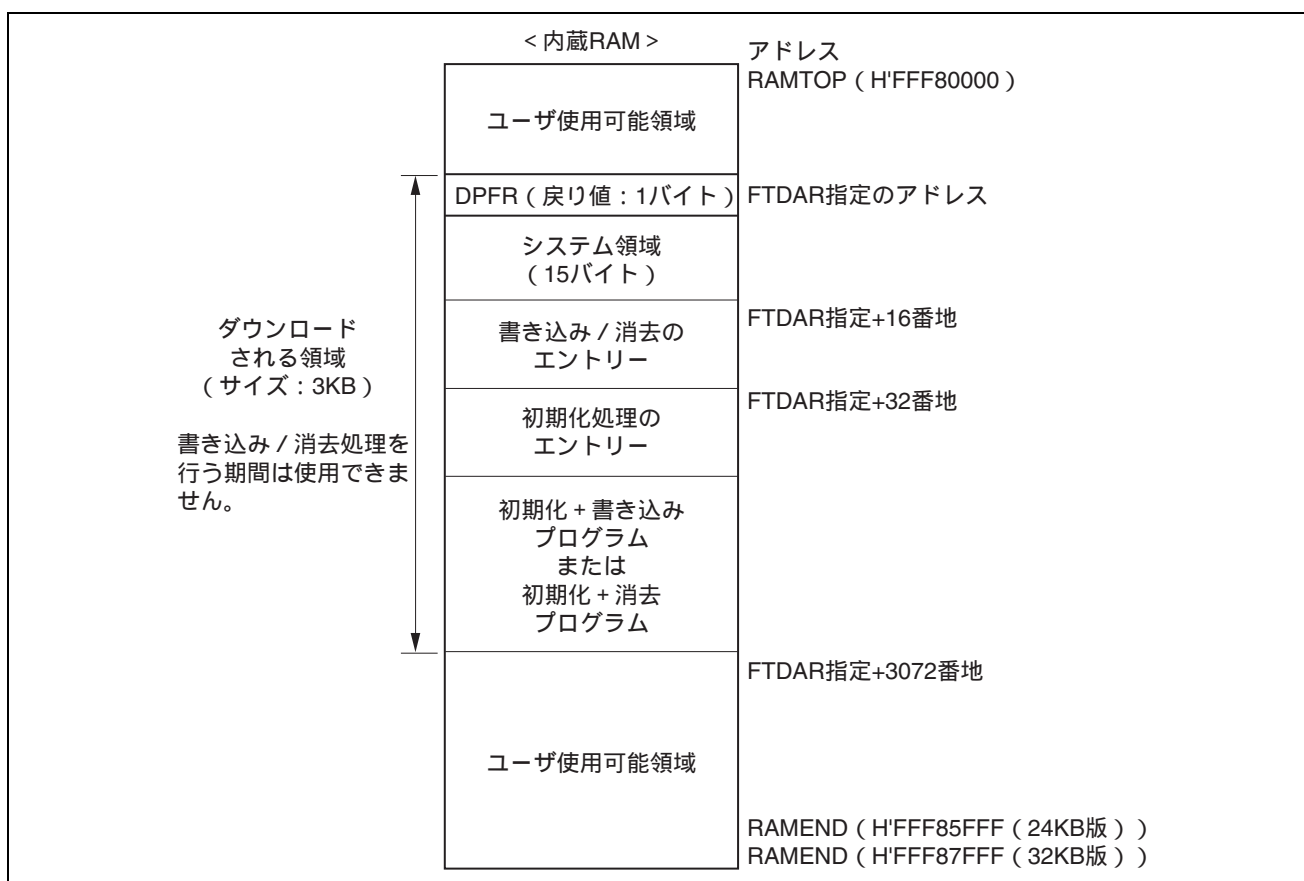 ＜内蔵RAM＞
アドレス
RAMTOP（H'FFF80000）
ユーザ使用可能領域
DPFR（戻り値：1バイト）
FTDAR指定のアドレス
システム領域
（15バイト）
ダウンロード
される領域
（サイズ：3KB）
書き込み／消去処理を
行う期間は使用できま
せん。
書き込み／消去の
エントリー
FTDAR指定+16番地
初期化処理の
エントリー
FTDAR指定+32番地
初期化＋書き込み
プログラム
または
初期化＋消去
プログラム
FTDAR指定+3072番地
ユーザ使用可能領域
RAMEND（H'FFF85FFF（24KB版））
RAMEND（H'FFF87FFF（32KB版））